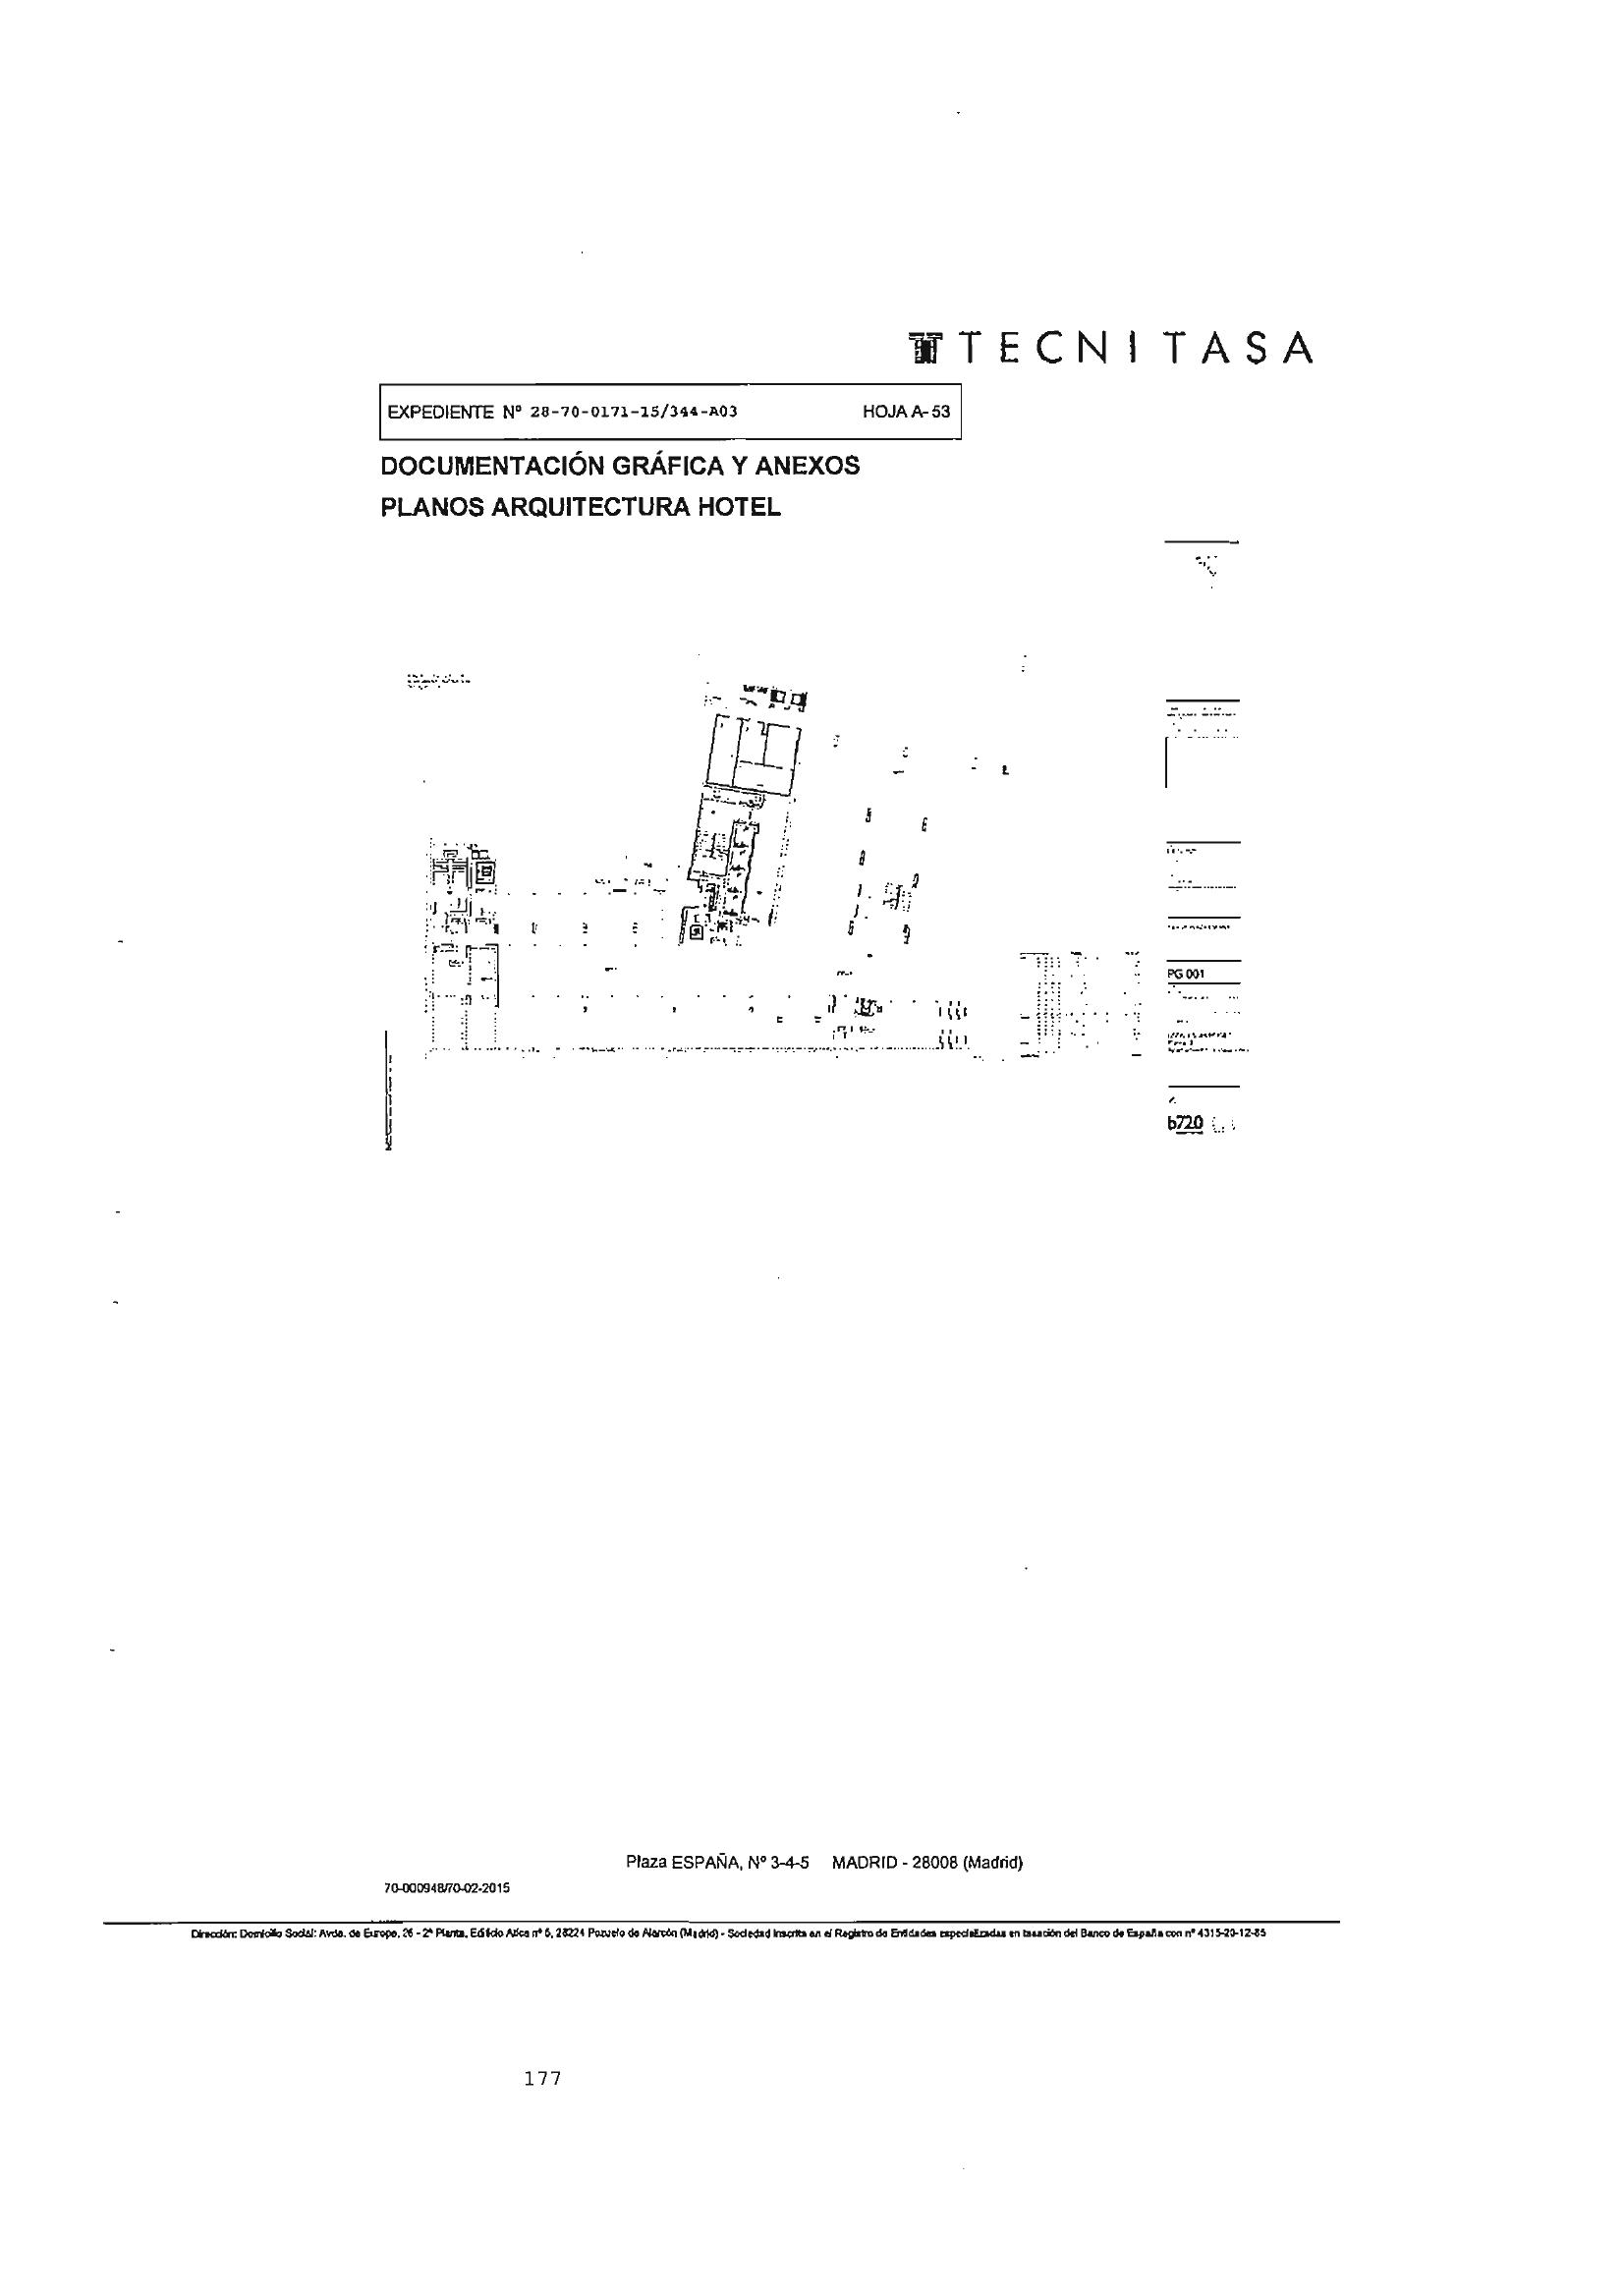 TECNITASA
EXPEDIENTE Nº 28-70-0171-15/344-A03 HOJA A- 53
DOCUMENTACIÓN GRÁFICA Y ANEXOS
PLANOS ARQUITECTURA HOTEL
PG 001
b720
Plaza ESPAÑA, Nº 3-4-5 MADRID - 28008 (Madrid)
70-000948/70-02-2015
Dirección: Domicilio Social: Avda. de Europa, 26 - 2ª Planta, Edificio Atica nº 5, 28224 Pozuelo de Alarcón (Madrid) - Sociedad Inscrita en el Registro de Entidades especializadas en tasación del Banco de España con nº 4315-20-12-85
177